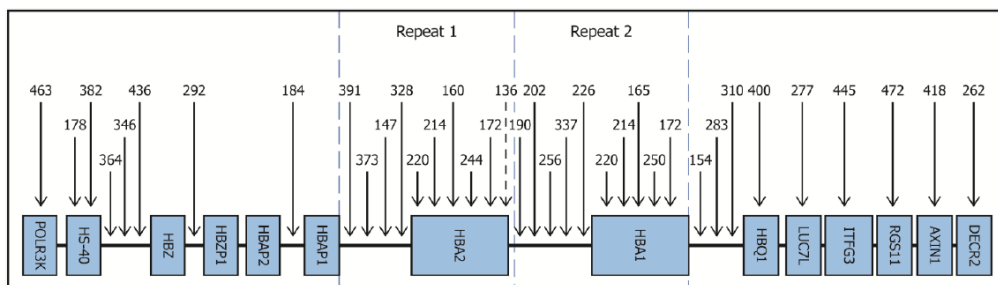 Repeat 1 Repeat 2
463 382 436 292 184 391 328 160 136 202 226 165 310 400 277 445 472 418 262
178 346 147 214 172 190 337 214 172 283
364 373 220 244 256 220 250 154
POLR3K HS-40 HBZ HBZP1 HBAP2 HBAP1 HBA2 HBA1 HBQ1 LUC7L ITFG3 RGS11 AXIN1 DECR2